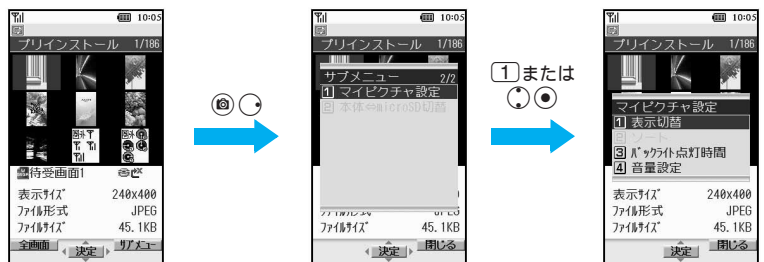 10:05
プリインストール 1/186
待受画面1
表示ｻｲｽﾞ 240x400
ﾌｧｲﾙ形式 JPEG
ﾌｧｲﾙｻｲｽﾞ 45.1KB
全画面 決定 ｻﾌﾞﾒﾆｭｰ
10:05
プリインストール 1/186
サブメニュー 2/2
1 マイピクチャ設定
2 本体⇔microSD切替
ﾌｧｲﾙ形式 JPEG
ﾌｧｲﾙｻｲｽﾞ 45.1KB
決定 閉じる
1または
10:05
プリインストール 1/186
マイピクチャ設定
1 表示切替
2 ソート
3 ﾊﾞｯｸﾗｲﾄ点灯時間
4 音量設定
表示ｻｲｽﾞ 240x400
ﾌｧｲﾙ形式 JPEG
ﾌｧｲﾙｻｲｽﾞ 45.1KB
決定 閉じる